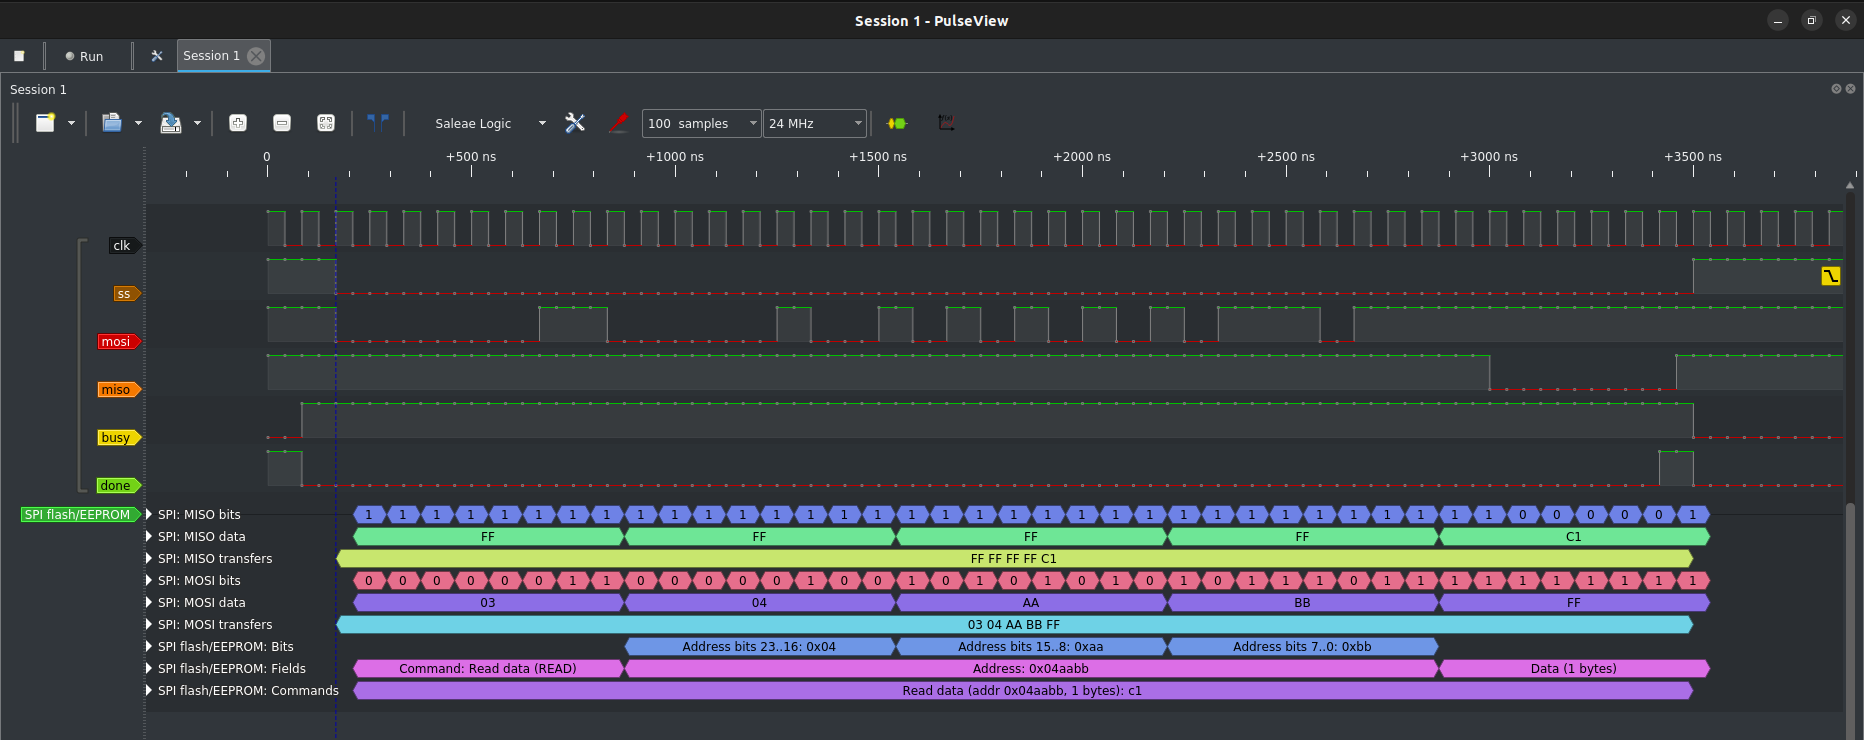 Session 1 - PulseView
Run
Session 1
Session 1
Saleae Logic 100 samples 24 MHz
0 +500 ns +1000 ns +1500 ns +2000 ns +2500 ns +3000 ns +3500 ns
clk
ss
mosi
miso
busy
done
SPI flash/EEPROM SPI: MISO bits 1 1 1 1 1 1 1 1 1 1 1 1 1 1 1 1 1 1 1 1 1 1 1 1 1 1 1 1 1 1 1 1 1 1 0 0 0 0 0 1
SPI: MISO data FF FF FF FF C1
SPI: MISO transfers FF FF FF FF C1
SPI: MOSI bits 0 0 0 0 0 0 1 1 0 0 0 0 0 1 0 0 1 0 1 0 1 0 1 0 1 0 1 1 1 0 1 1 1 1 1 1 1 1 1 1
SPI: MOSI data 03 04 AA BB FF
SPI: MOSI transfers 03 04 AA BB FF
SPI flash/EEPROM: Bits Address bits 23..16: 0x04 Address bits 15..8: 0xaa Address bits 7..0: 0xbb
SPI flash/EEPROM: Fields Command: Read data (READ) Address: 0x04aabb Data (1 bytes)
SPI flash/EEPROM: Commands Read data (addr 0x04aabb, 1 bytes): c1